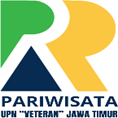 PARIWISATA
UPN "VETERAN" JAWA TIMUR